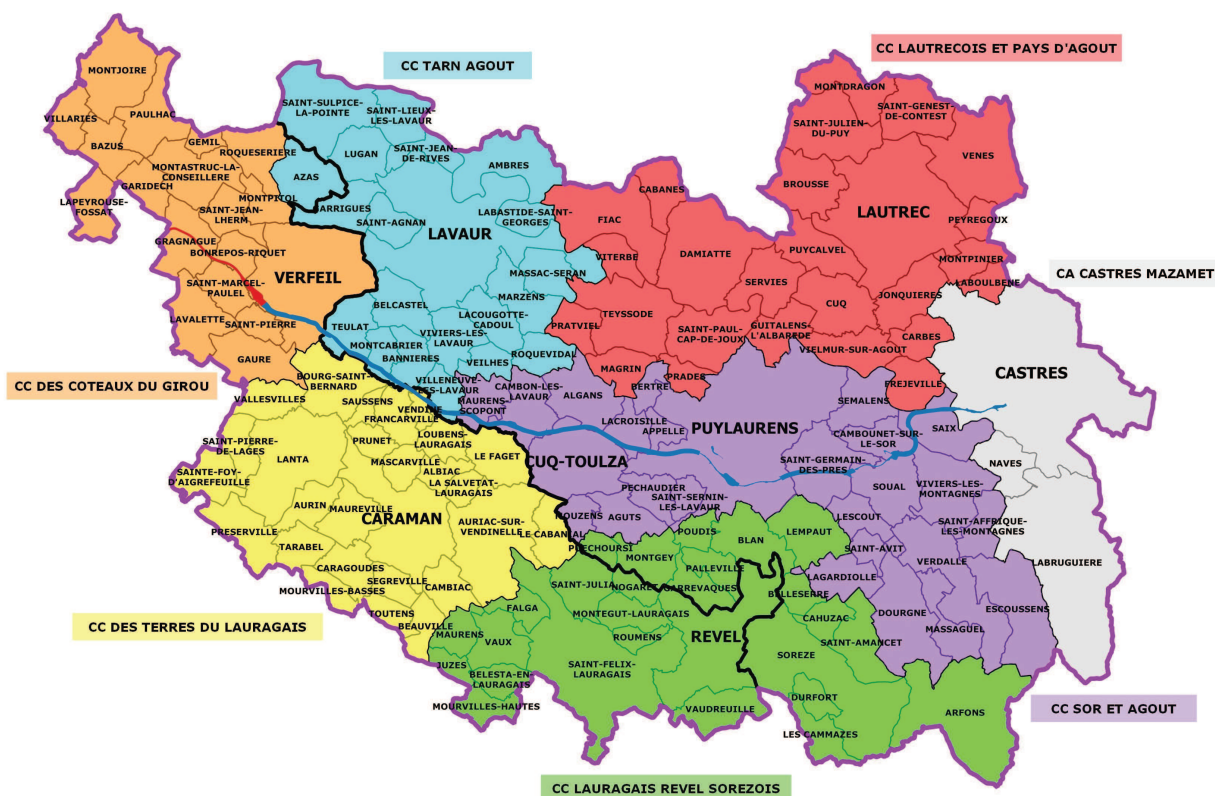 CC LAUTRECOIS ET PAYS D'AGOUT
CC TARN AGOUT
MONTJOIRE
MONTDRAGON
SAINT-SULPICE-
LA-POINTE
SAINT-LIEUX-
LES-LAVAUR
SAINT-GENEST-
DE-CONTEST
VILLARIES
PAULHAC
SAINT-JULIEN-
DU-PUY
BAZUS
GEMIL
ROQUESERIERE
LUGAN
SAINT-JEAN-
DE-RIVES
AMBRES
VENES
MONTASTRUC-LA-
CONSEILLERE
AZAS
GARIDECH
MONTPITOL
CABANES
BROUSSE
LAPEYROUSE-
FOSSAT
SAINT-JEAN-
LHERM
GARRIGUES
SAINT-AGNAN
LABASTIDE-SAINT-
GEORGES
FIAC
LAUTREC
PEYREGOUX
GRAGNAGUE
BONREPOS-RIQUET
LAVAUR
VITERBE
DAMIATTE
PUYCALVEL
MONTPINIER
VERFEIL
MASSAC-SERAN
SERVIES
LABOULBENE
CA CASTRES MAZAMET
SAINT-MARCEL-
PAULEL
MARZENS
JONQUIERES
BELCASTEL
CUQ
LAVALETTE
SAINT-PIERRE
TEULAT
LACOUGOTTE-
CADOUL
PRATVIEL
TEYSSODE
SAINT-PAUL-
CAP-DE-JOUX
GUITALENS-
L'ALBAREDE
CARBES
MONTCABRIER
VIVIERS-LES-
LAVAUR
VIELMUR-SUR-AGOUT
GAURE
BANNIERES
VEILHES
ROQUEVIDAL
MAGRIN
PRADES
CASTRES
CC DES COTEAUX DU GIROU
BOURG-SAINT-
BERNARD
VILLENEUVE-
LES-LAVAUR
CAMBON-LES-
LAVAUR
BERTRE
FREJEVILLE
VALLESVILLES
SAUSSENS
MAURENS-
SCOPONT
ALGANS
SEMALENS
FRANCARVILLE
VENDINE
LACROISILLE
APPELLE
PUYLAURENS
SAIX
SAINT-PIERRE-
DE-LAGES
PRUNET
LOUBENS-
LAURAGAIS
CAMBOUNET-SUR-
LE-SOR
LANTA
MASCARVILLE
LE FAGET
CUQ-TOULZA
SAINT-GERMAIN-
DES-PRES
NAVES
SAINTE-FOY-
D'AIGREFEUILLE
ALBIAC
LA SALVETAT-
LAURAGAIS
PECHAUDIER
SOUAL
VIVIERS-LES-
MONTAGNES
AURIN
MAUREVILLE
SAINT-SERNIN-
LES-LAVAUR
PRESERVILLE
CARAMAN
AURIAC-SUR-
VENDINELLE
MOUZENS
AGUTS
LESCOUT
SAINT-AFFRIQUE-
LES-MONTAGNES
LE CABANIAL
POUDIS
BLAN
LEMPAUT
TARABEL
PUECHOURSI
SAINT-AVIT
MONTGEY
VERDALLE
CARAGOUDES
PALLEVILLE
LABRUGUIERE
SEGREVILLE
CAMBIAC
SAINT-JULIA
NOGARET
GARREVAQUES
LAGARDIOLLE
MOURVILLES-BASSES
BELLESERRE
FALGA
MONTEGUT-LAURAGAIS
DOURGNE
ESCOUSSENS
TOUTENS
CAHUZAC
CC DES TERRES DU LAURAGAIS
BEAUVILLE
MAURENS
ROUMENS
REVEL
MASSAGUEL
VAUX
SAINT-AMANCET
JUZES
SAINT-FELIX-
LAURAGAIS
SOREZE
BELESTA-EN-
LAURAGAIS
DURFORT
MOURVILLES-HAUTES
VAUDREUILLE
ARFONS
CC SOR ET AGOUT
LES CAMMAZES
CC LAURAGAIS REVEL SOREZOIS